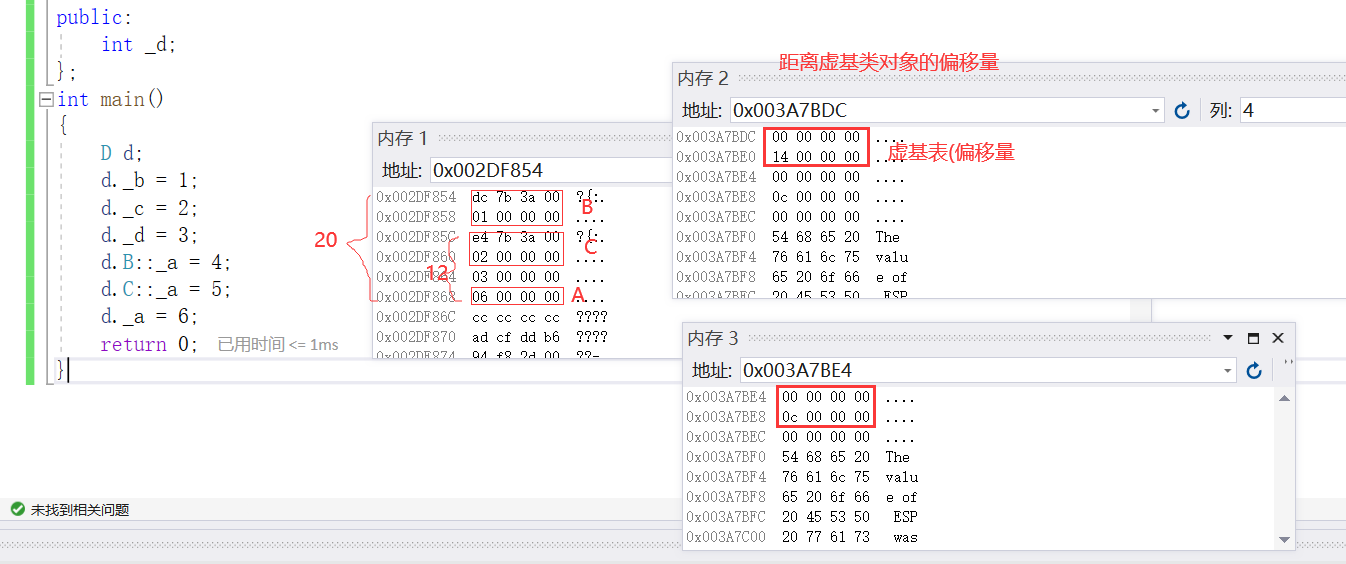 public:
int _d;
};
int main()
{
D d;
d._b = 1;
d._c = 2;
d._d = 3;
d.B::_a = 4;
d.C::_a = 5;
d._a = 6;
return 0; 已用时间 <= 1ms
}
20
内存 1
地址: 0x002DF854
0x002DF854 dc 7b 3a 00 ?{:.
B
0x002DF858 01 00 00 00 ....
0x002DF85C e4 7b 3a 00 ?{:.
C
0x002DF860 02 00 00 00 ....
12
0x002DF864 03 00 00 00 ....
0x002DF868 06 00 00 00 ....
A
0x002DF86C cc cc cc cc ????
0x002DF870 ad cf dd b6 ????
0x002DF874 94 f8 2d 00 ??-.
距离虚基类对象的偏移量
内存 2
地址: 0x003A7BDC 列: 4
0x003A7BDC 00 00 00 00 ....
0x003A7BE0 14 00 00 00 ....
虚基表(偏移量
0x003A7BE4 00 00 00 00 ....
0x003A7BE8 0c 00 00 00 ....
0x003A7BEC 00 00 00 00 ....
0x003A7BF0 54 68 65 20 The
0x003A7BF4 76 61 6c 75 valu
0x003A7BF8 65 20 6f 66 e of
20 45 53 50 ESP
内存 3
地址: 0x003A7BE4
0x003A7BE4 00 00 00 00 ....
0x003A7BE8 0c 00 00 00 ....
0x003A7BEC 00 00 00 00 ....
0x003A7BF0 54 68 65 20 The
0x003A7BF4 76 61 6c 75 valu
0x003A7BF8 65 20 6f 66 e of
0x003A7BFC 20 45 53 50 ESP
0x003A7C00 20 77 61 73 was
未找到相关问题